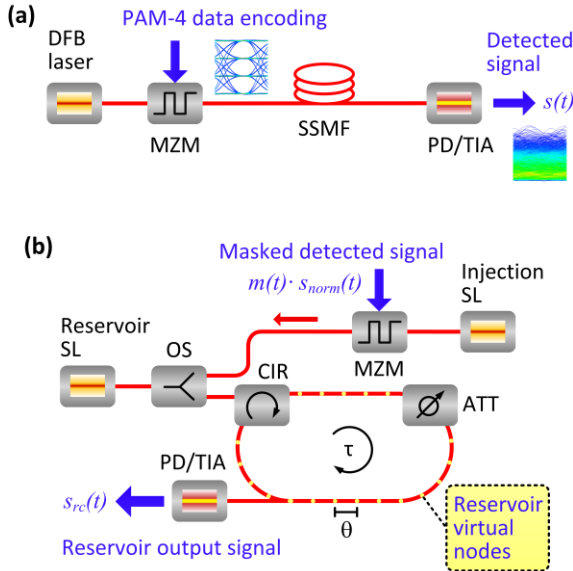 (a)
PAM-4 data encoding
DFB
laser
MZM
SSMF
PD/TIA
Detected
signal
s(t)
(b)
Masked detected signal
m(t)· s_norm(t)
Injection
SL
Reservoir
SL
OS
MZM
CIR
ATT
τ
PD/TIA
s_rc(t)
Reservoir output signal
θ
Reservoir
virtual
nodes